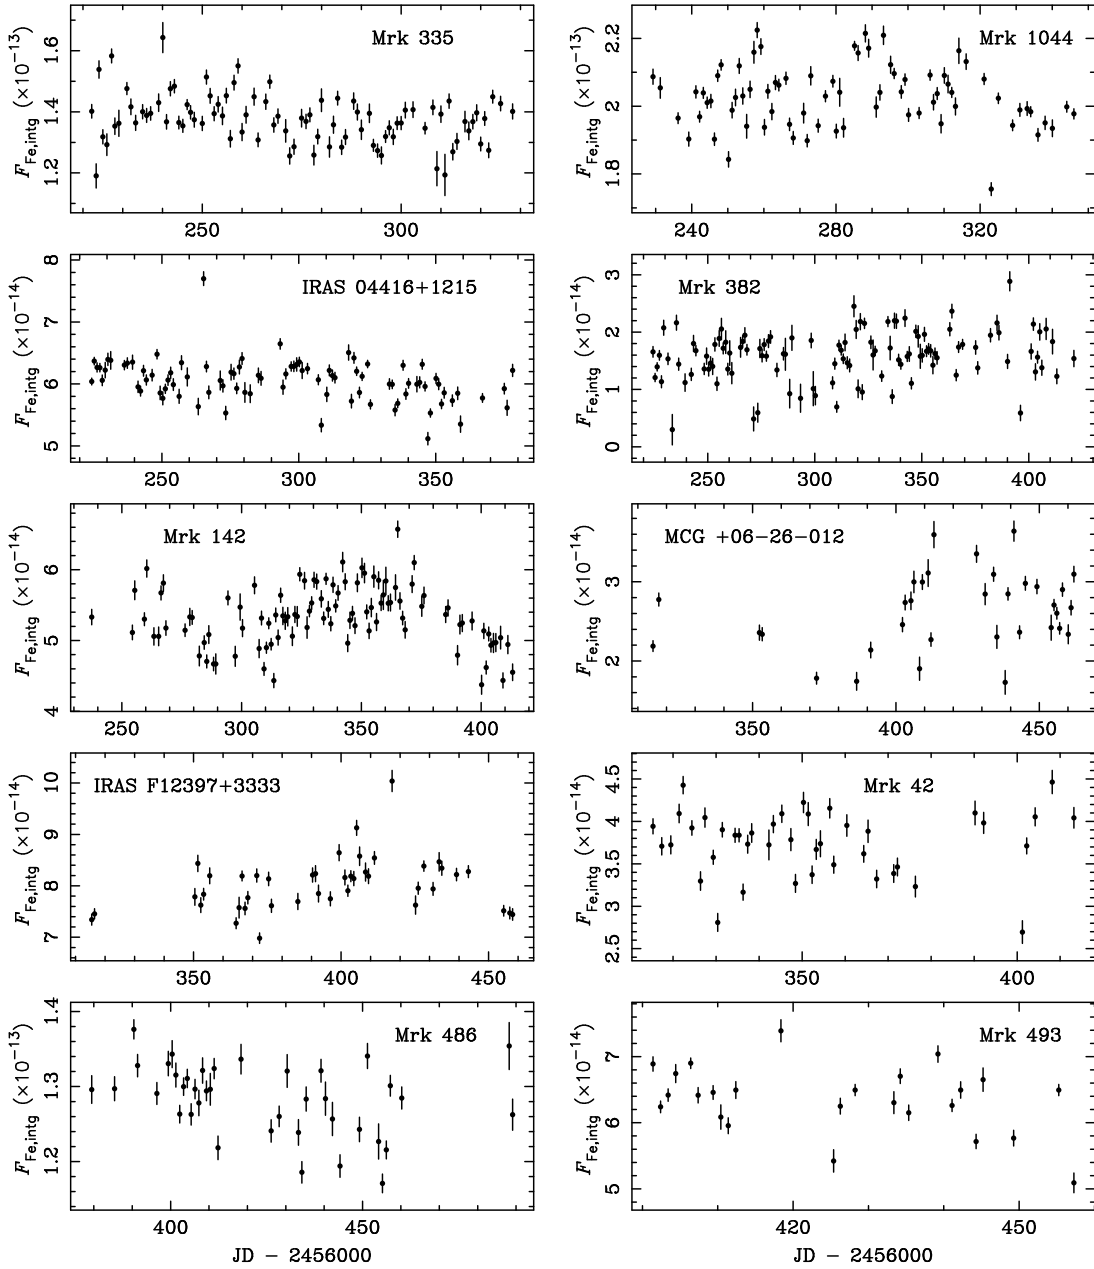 Mrk 335
F_Fe,intg (×10−13)
1.2 1.4 1.6
250 300
Mrk 1044
F_Fe,intg (×10−13)
1.8 2 2.2
240 280 320
IRAS 04416+1215
F_Fe,intg (×10−14)
5 6 7 8
250 300 350
Mrk 382
F_Fe,intg (×10−14)
0 1 2 3
250 300 350 400
Mrk 142
F_Fe,intg (×10−14)
4 5 6
250 300 350 400
MCG +06−26−012
F_Fe,intg (×10−14)
2 3
350 400 450
IRAS F12397+3333
F_Fe,intg (×10−14)
7 8 9 10
350 400 450
Mrk 42
F_Fe,intg (×10−14)
2.5 3 3.5 4 4.5
350 400
Mrk 486
F_Fe,intg (×10−13)
1.2 1.3 1.4
400 450
JD − 2456000
Mrk 493
F_Fe,intg (×10−14)
5 6 7
420 450
JD − 2456000